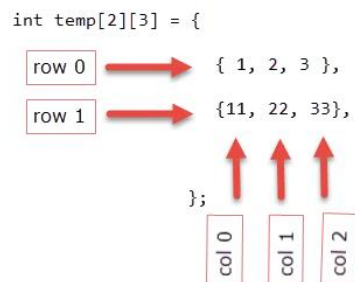 int temp[2][3] = {
row 0 { 1, 2, 3 },
row 1 {11, 22, 33},
};
col 0 col 1 col 2